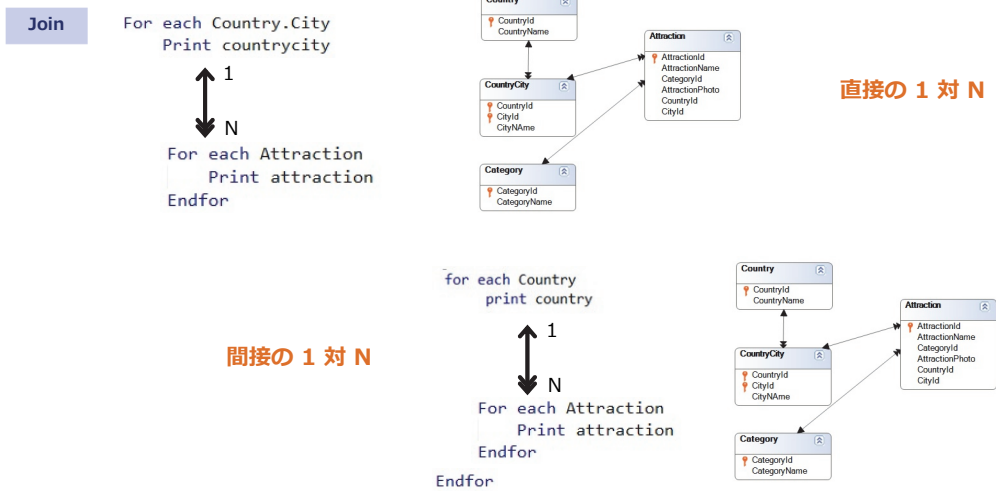 Join
For each Country.City
Print countrycity
1
N
For each Attraction
Print attraction
Endfor
Country
CountryId
CountryName
CountryCity
CountryId
CityId
CityNAme
Category
CategoryId
CategoryName
Attraction
AttractionId
AttractionName
CategoryId
AttractionPhoto
CountryId
CityId
直接の 1 対 N
間接の 1 対 N
for each Country
print country
1
N
For each Attraction
Print attraction
Endfor
Endfor
Country
CountryId
CountryName
CountryCity
CountryId
CityId
CityNAme
Category
CategoryId
CategoryName
Attraction
AttractionId
AttractionName
CategoryId
AttractionPhoto
CountryId
CityId